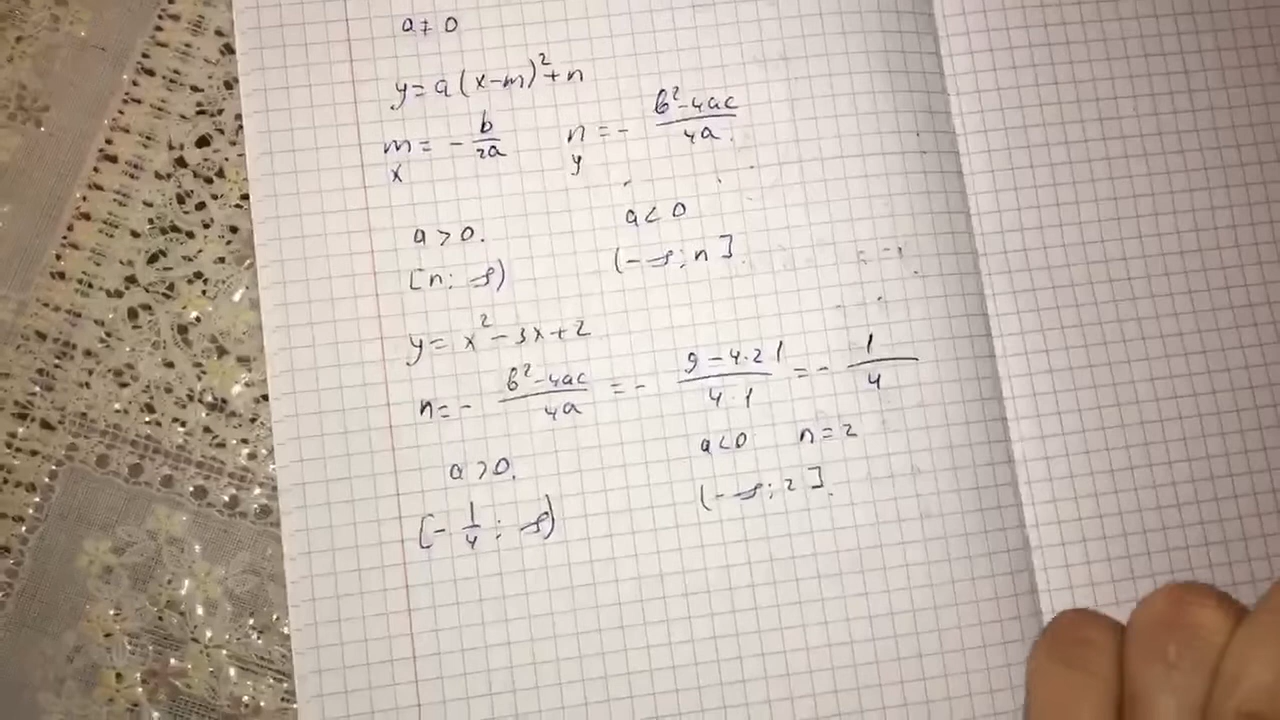 a ≠ 0
y = a(x-m)² + n
m = - b/2a    n = - b²-4ac/4a
x    y
a > 0.    a < 0
[n; ∞)    (-∞; n].
y = x² - 3x + 2
n = - b²-4ac/4a = - 9-4·2·1/4·1 = - 1/4
a > 0.    a < 0    n = 2
[-1/4; ∞)    (-∞; 2].